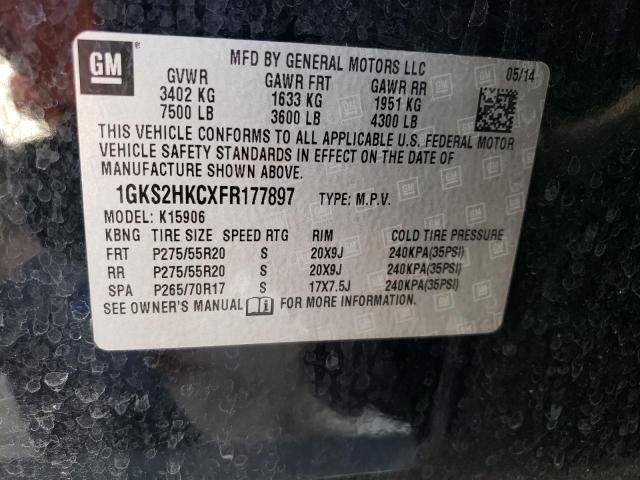 GM ® MFD BY GENERAL MOTORS LLC 05/14
GVWR GAWR FRT GAWR RR
3402 KG 1633 KG 1951 KG
7500 LB 3600 LB 4300 LB
THIS VEHICLE CONFORMS TO ALL APPLICABLE U.S. FEDERAL MOTOR
VEHICLE SAFETY STANDARDS IN EFFECT ON THE DATE OF
MANUFACTURE SHOWN ABOVE.
1GKS2HKCXFR177897 TYPE: M.P.V.
MODEL: K15906
KBNG TIRE SIZE SPEED RTG RIM COLD TIRE PRESSURE
FRT P275/55R20 S 20X9J 240KPA(35PSI)
RR P275/55R20 S 20X9J 240KPA(35PSI)
SPA P265/70R17 S 17X7.5J 240KPA(35PSI)
SEE OWNER'S MANUAL FOR MORE INFORMATION.